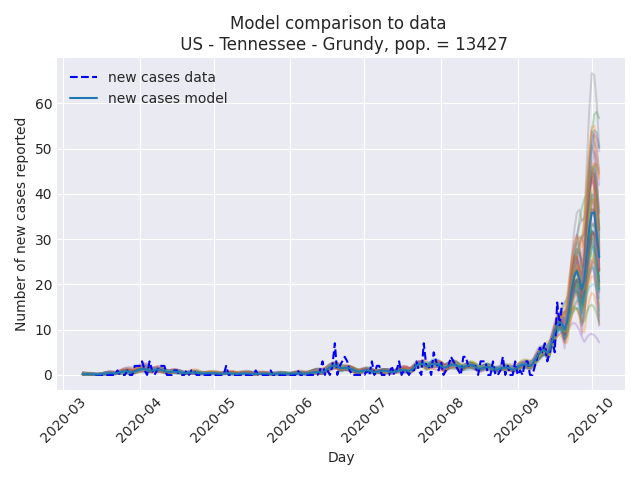 Model comparison to data
US - Tennessee - Grundy, pop. = 13427
new cases data
new cases model
Number of new cases reported
60
50
40
30
20
10
0
2020-03
2020-04
2020-05
2020-06
2020-07
2020-08
2020-09
2020-10
Day